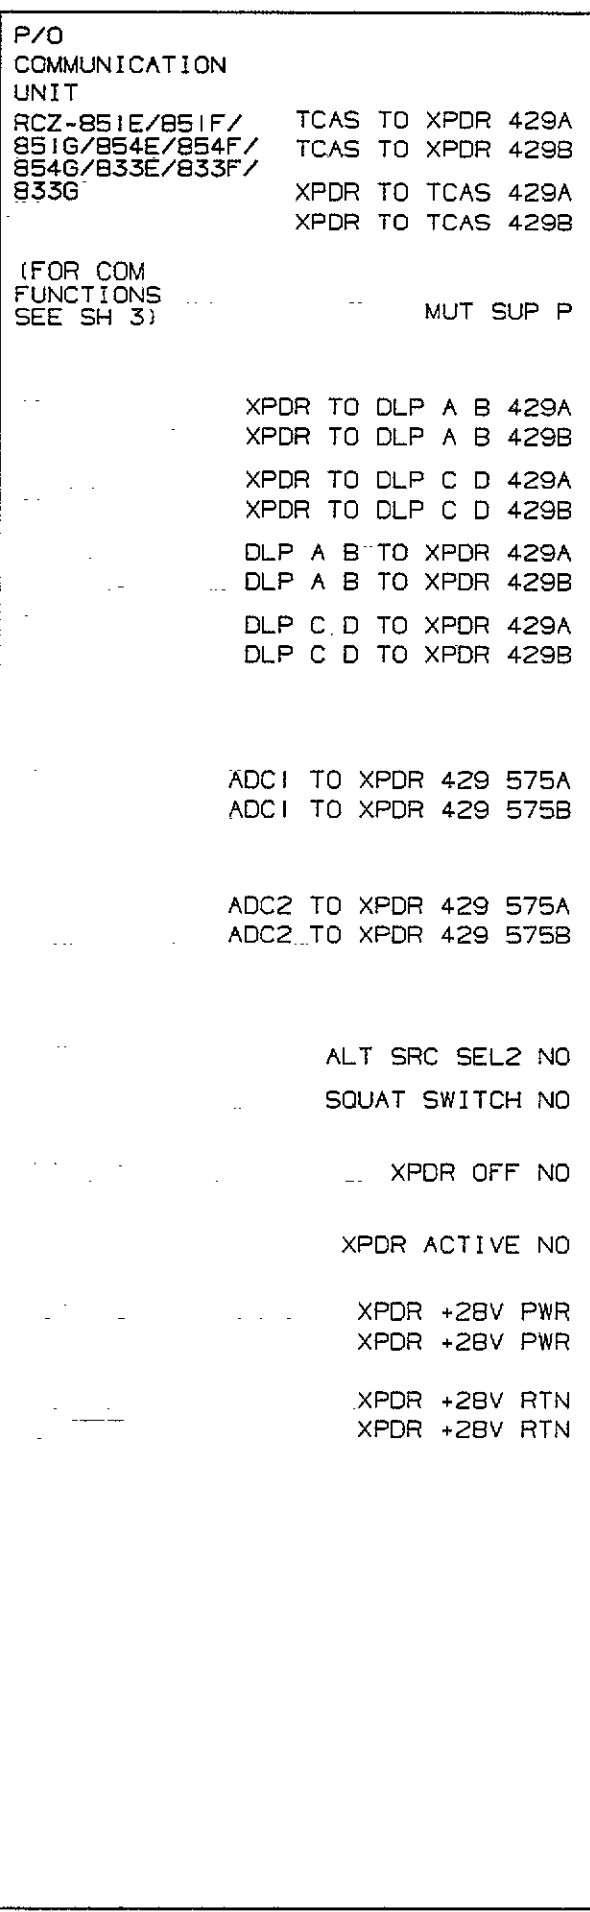 P/O
COMMUNICATION
UNIT
RCZ-851E/851F/
851G/854E/854F/
854G/833E/833F/
833G
TCAS TO XPDR 429A
TCAS TO XPDR 429B
XPDR TO TCAS 429A
XPDR TO TCAS 429B
(FOR COM
FUNCTIONS
SEE SH 3)
MUT SUP P
XPDR TO DLP A B 429A
XPDR TO DLP A B 429B
XPDR TO DLP C D 429A
XPDR TO DLP C D 429B
DLP A B TO XPDR 429A
DLP A B TO XPDR 429B
DLP C D TO XPDR 429A
DLP C D TO XPDR 429B
ADC1 TO XPDR 429 575A
ADC1 TO XPDR 429 575B
ADC2 TO XPDR 429 575A
ADC2 TO XPDR 429 575B
ALT SRC SEL2 NO
SQUAT SWITCH NO
XPDR OFF NO
XPDR ACTIVE NO
XPDR +28V PWR
XPDR +28V PWR
XPDR +28V RTN
XPDR +28V RTN